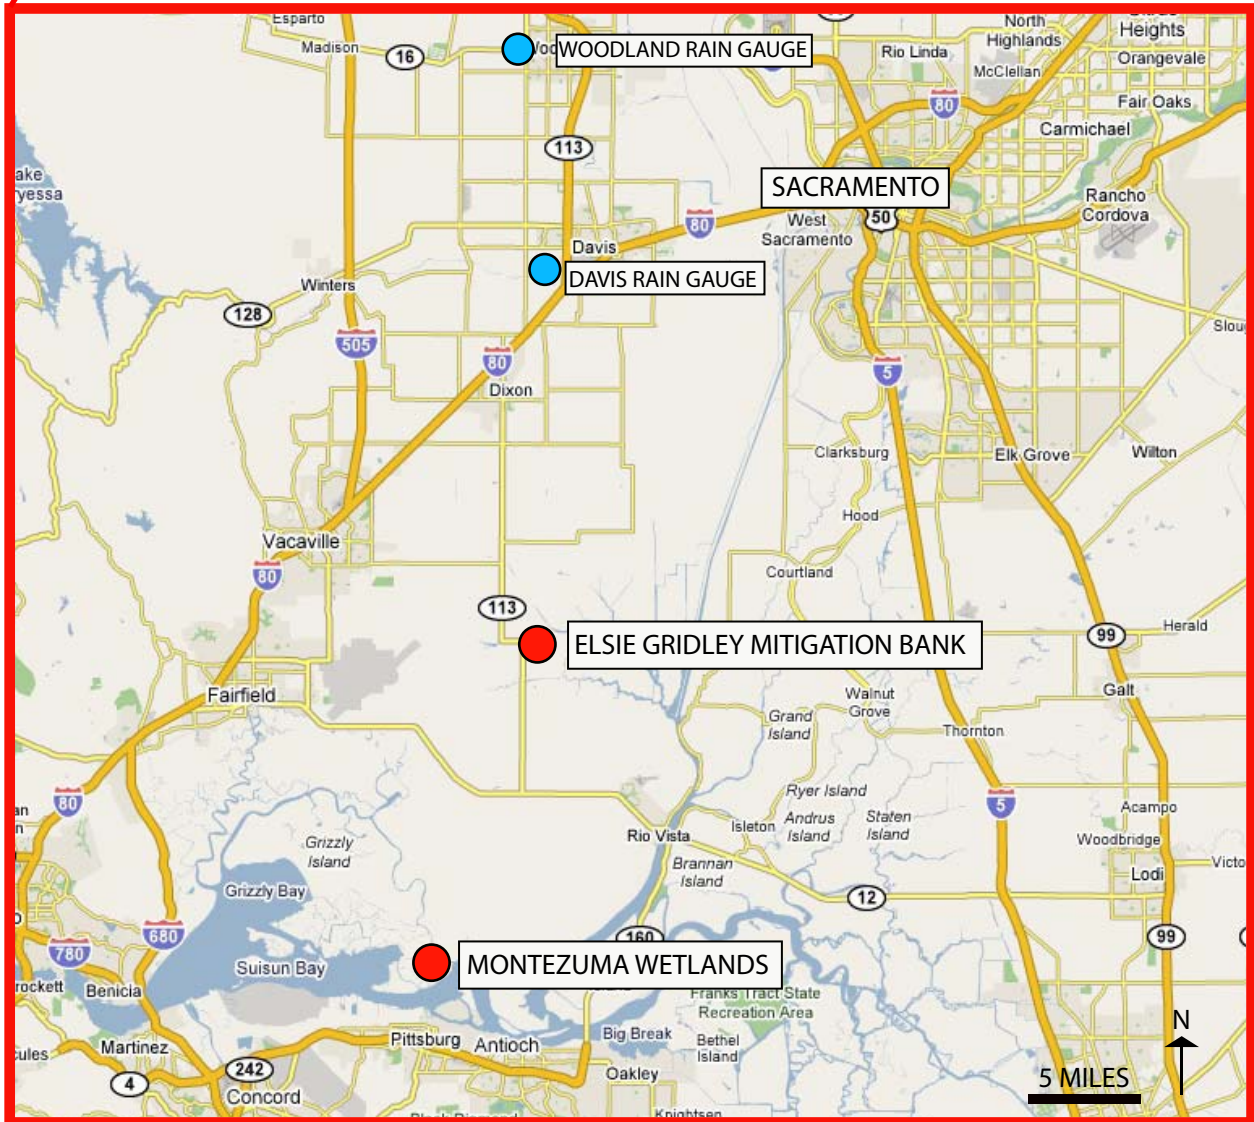 Esparto
Madison
16
WOODLAND RAIN GAUGE
North
Highlands
Heights
Rio Linda
Orangevale
McClellan
80
Fair Oaks
Carmichael
113
SACRAMENTO
Rancho
Cordova
50
West
Sacramento
80
Davis
DAVIS RAIN GAUGE
Winters
128
505
80
Dixon
5
Clarksburg
Elk Grove
Wilton
Hood
Vacaville
80
Courtland
113
99
Herald
ELSIE GRIDLEY MITIGATION BANK
Fairfield
Walnut
Grove
Galt
Grand
Island
Thornton
80
Ryer Island
5
Acampo
Isleton
Andrus
Island
Staten
Island
Rio Vista
Woodbridge
Grizzly
Island
Brannan
Island
Lodi
Grizzly Bay
12
680
160
99
780
Suisun Bay
MONTEZUMA WETLANDS
Benicia
Franks Tract State
Recreation Area
Pittsburg
Antioch
Big Break
Bethel
Island
Martinez
N
242
Oakley
4
5 MILES
Concord
Knightsen